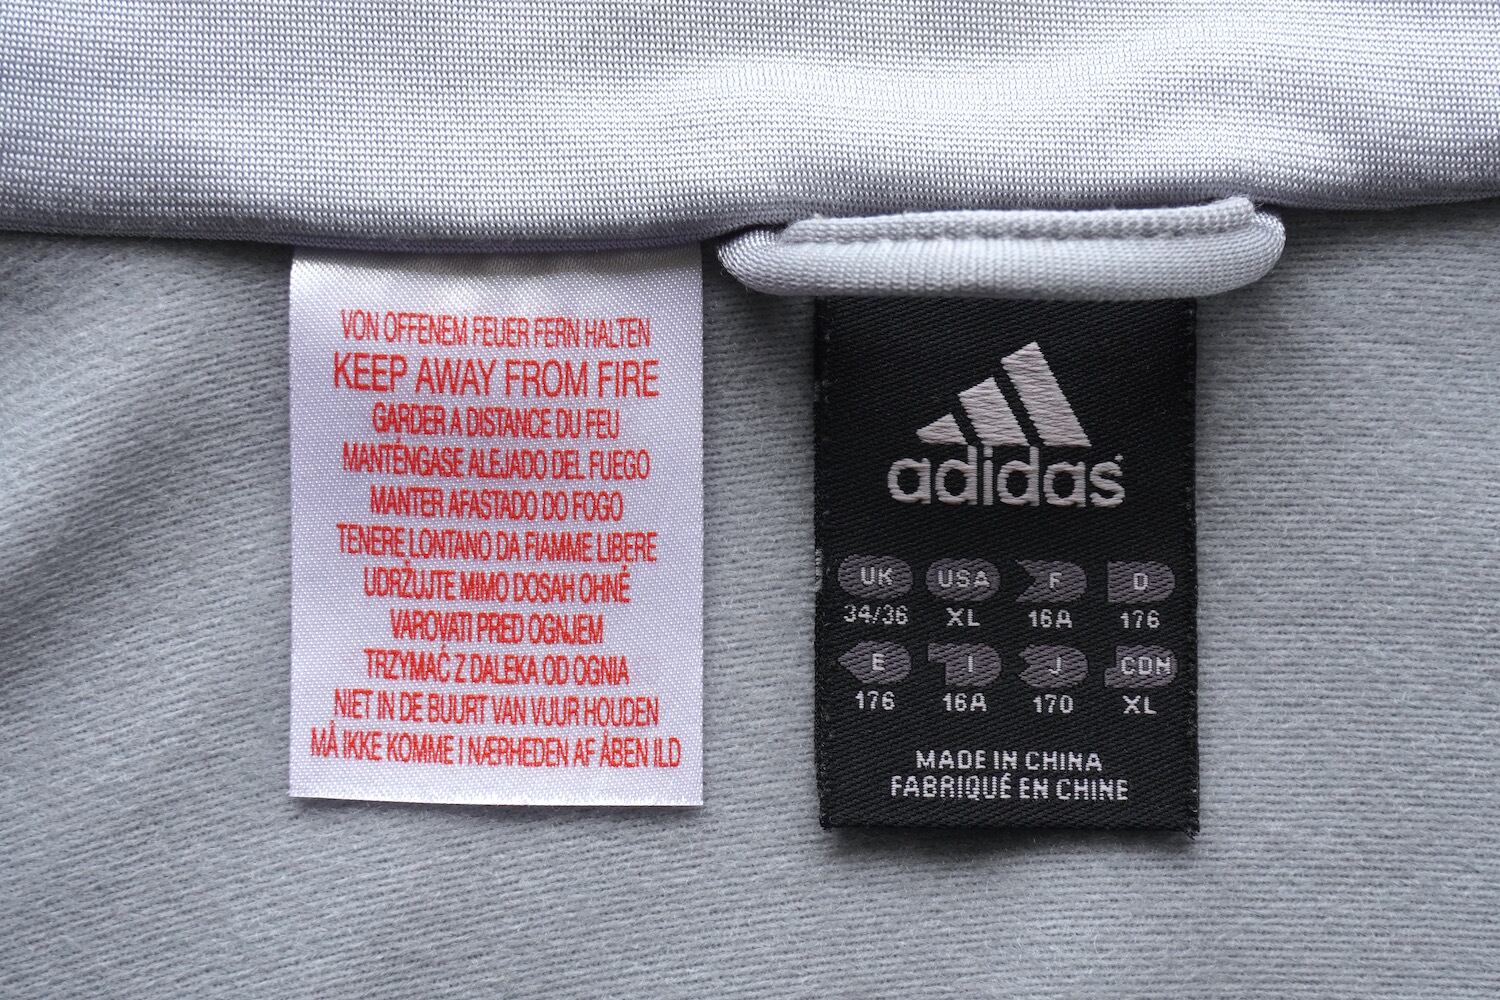 VON OFFENEM FEUER FERN HALTEN
KEEP AWAY FROM FIRE
GARDER A DISTANCE DU FEU
MANTÉNGASE ALEJADO DEL FUEGO
MANTER AFASTADO DO FOGO
TENERE LONTANO DA FIAMME LIBERE
UDRŽUJTE MIMO DOSAH OHNĚ
VAROVATI PRED OGNJEM
TRZYMAĆ Z DALEKA OD OGNIA
NIET IN DE BUURT VAN VUUR HOUDEN
MÅ IKKE KOMME I NÆRHEDEN AF ÅBEN ILD
adidas
UK USA F D
34/36 XL 16A 176
E I J CDN
176 16A 170 XL
MADE IN CHINA
FABRIQUÉ EN CHINE